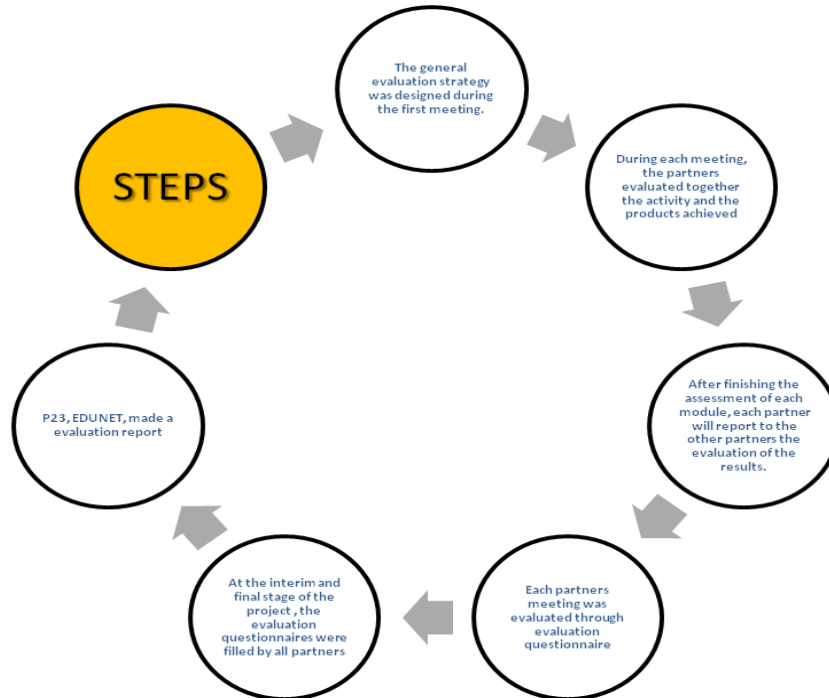 STEPS
The general
evaluation strategy
was designed during
the first meeting.
During each meeting,
the partners
evaluated together
the activity and the
products achieved
After finishing the
assessment of each
module, each partner
will report to the
other partners the
evaluation of the
results.
Each partners
meeting was
evaluated through
evaluation
questionnaire
At the interim and
final stage of the
project , the
evaluation
questionnaires were
filled by all partners
P23, EDUNET, made a
evaluation report